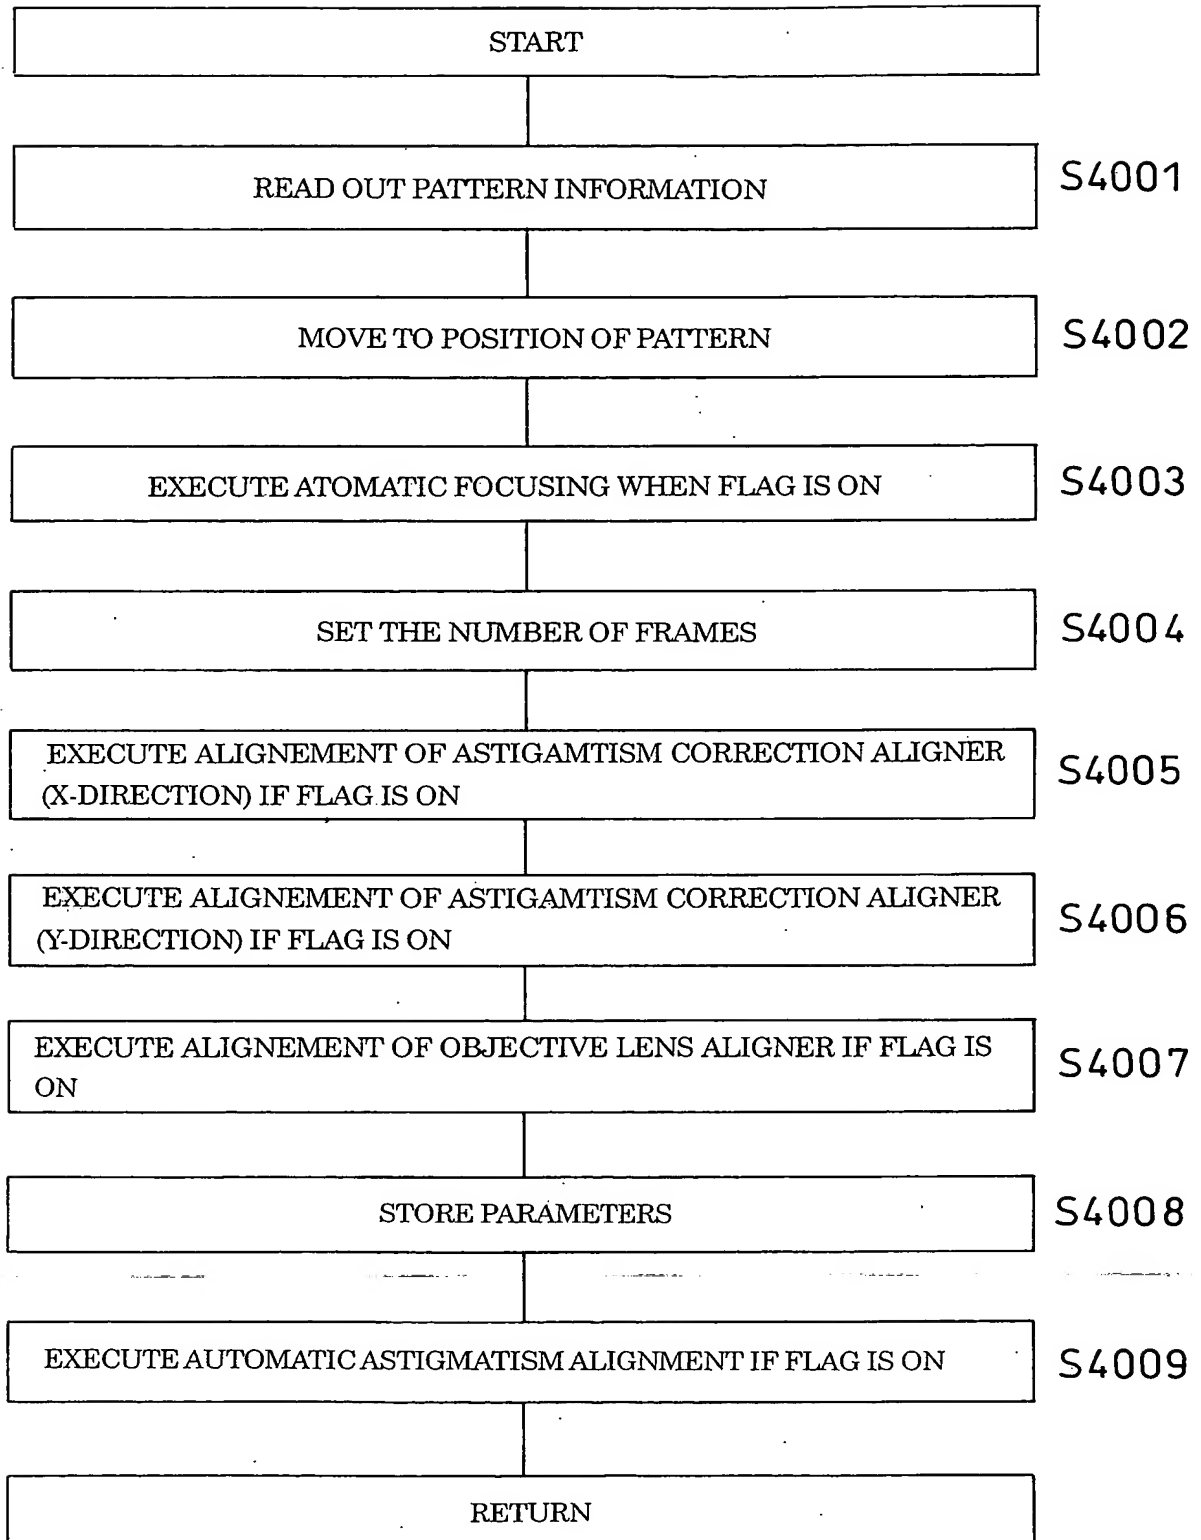 START
READ OUT PATTERN INFORMATION
S4001
MOVE TO POSITION OF PATTERN
S4002
EXECUTE ATOMATIC FOCUSING WHEN FLAG IS ON
S4003
SET THE NUMBER OF FRAMES
S4004
EXECUTE ALIGNEMENT OF ASTIGAMTISM CORRECTION ALIGNER
(X-DIRECTION) IF FLAG IS ON
S4005
EXECUTE ALIGNEMENT OF ASTIGAMTISM CORRECTION ALIGNER
(Y-DIRECTION) IF FLAG IS ON
S4006
EXECUTE ALIGNEMENT OF OBJECTIVE LENS ALIGNER IF FLAG IS
ON
S4007
STORE PARAMETERS
S4008
EXECUTE AUTOMATIC ASTIGMATISM ALIGNMENT IF FLAG IS ON
S4009
RETURN